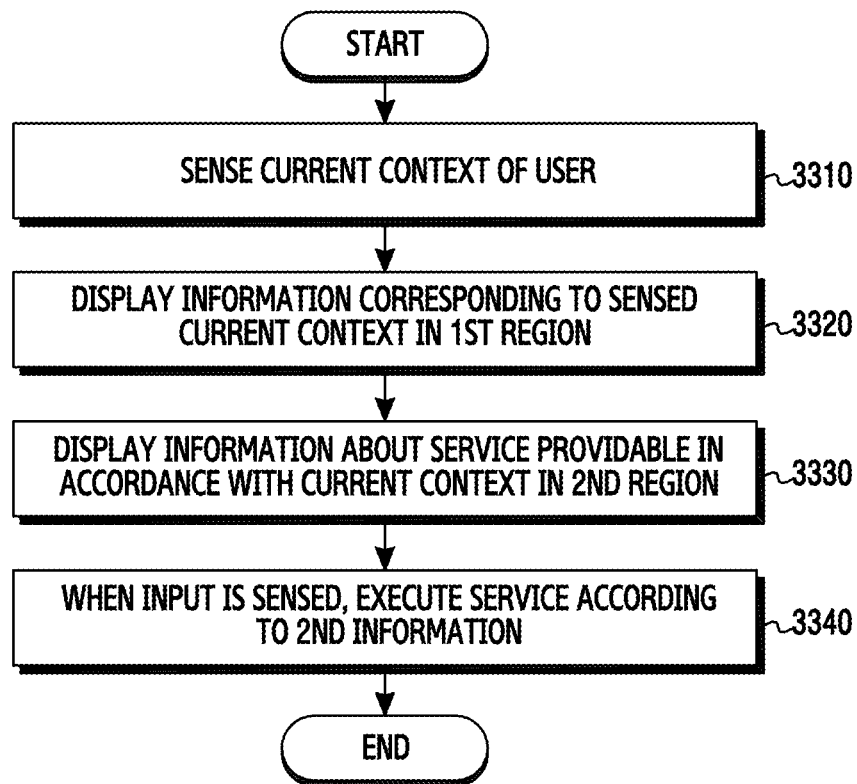 START
SENSE CURRENT CONTEXT OF USER
3310
DISPLAY INFORMATION CORRESPONDING TO SENSED
CURRENT CONTEXT IN 1ST REGION
3320
DISPLAY INFORMATION ABOUT SERVICE PROVIDABLE IN
ACCORDANCE WITH CURRENT CONTEXT IN 2ND REGION
3330
WHEN INPUT IS SENSED, EXECUTE SERVICE ACCORDING
TO 2ND INFORMATION
3340
END